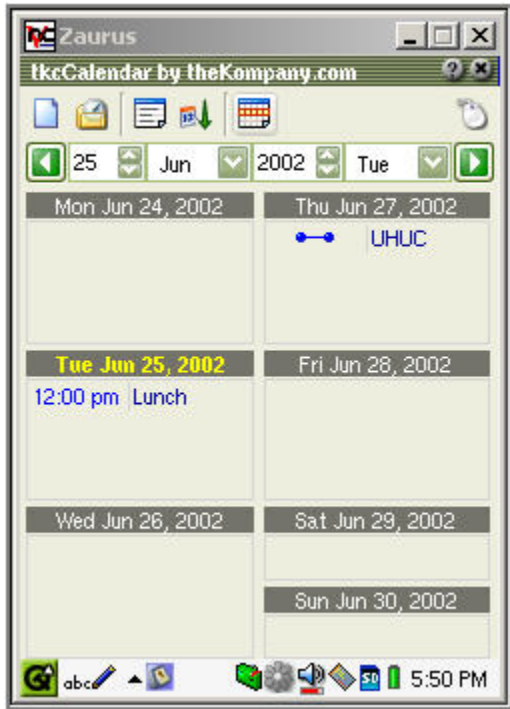 VNC Zaurus
tkcCalendar by theKompany.com
25 Jun 2002 Tue
Mon Jun 24, 2002
Tue Jun 25, 2002
12:00 pm Lunch
Wed Jun 26, 2002
Thu Jun 27, 2002
UHUC
Fri Jun 28, 2002
Sat Jun 29, 2002
Sun Jun 30, 2002
abc SD 5:50 PM